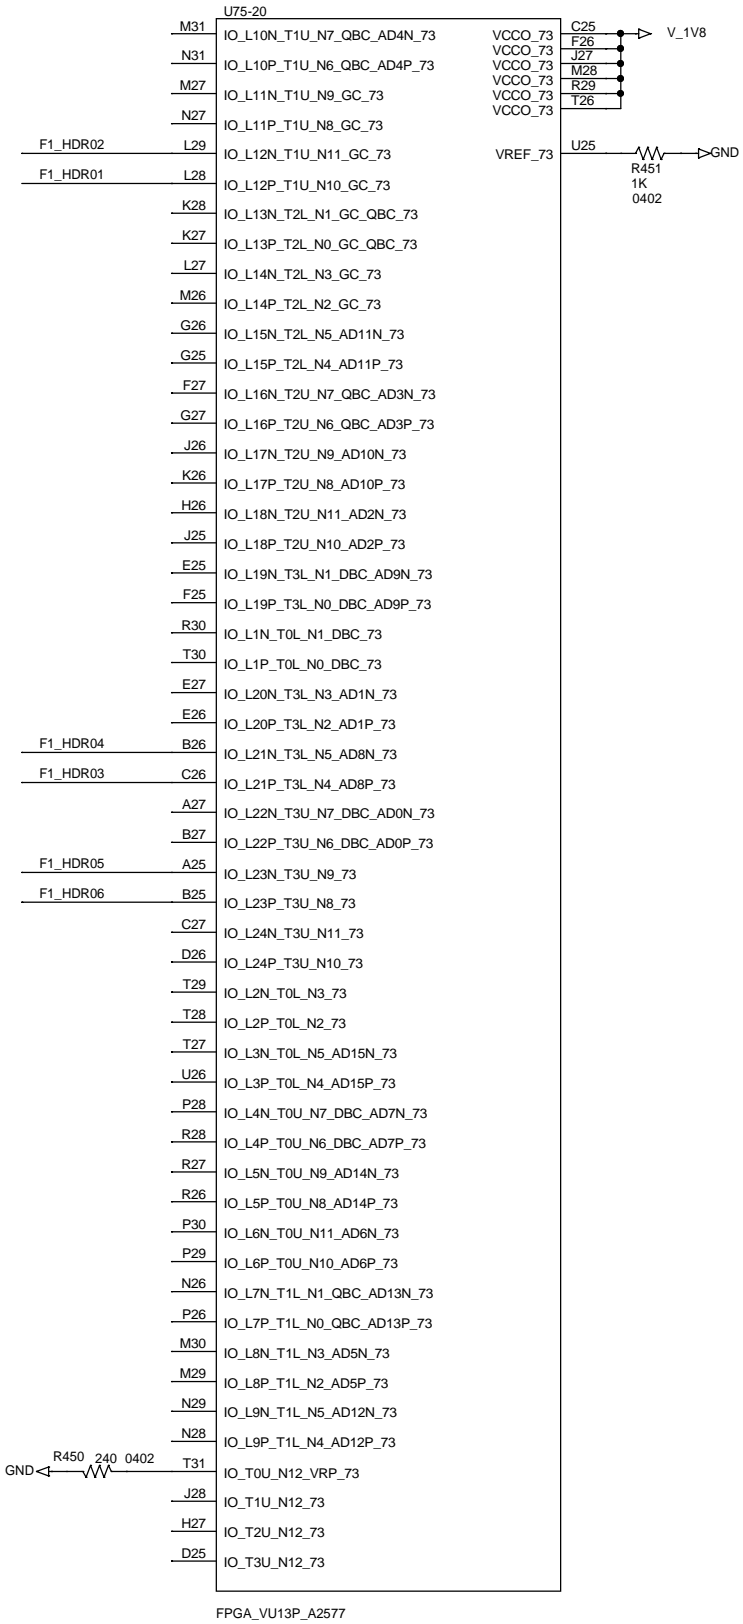 U75-20
M31 IO_L10N_T1U_N7_QBC_AD4N_73 VCCO_73 C25 V_1V8
VCCO_73 F26
N31 IO_L10P_T1U_N6_QBC_AD4P_73 VCCO_73 J27
VCCO_73 M28
M27 IO_L11N_T1U_N9_GC_73 VCCO_73 R29
VCCO_73 T26
N27 IO_L11P_T1U_N8_GC_73
F1_HDR02 L29 IO_L12N_T1U_N11_GC_73 VREF_73 U25 GND
R451
1K
0402
F1_HDR01 L28 IO_L12P_T1U_N10_GC_73
K28 IO_L13N_T2L_N1_GC_QBC_73
K27 IO_L13P_T2L_N0_GC_QBC_73
L27 IO_L14N_T2L_N3_GC_73
M26 IO_L14P_T2L_N2_GC_73
G26 IO_L15N_T2L_N5_AD11N_73
G25 IO_L15P_T2L_N4_AD11P_73
F27 IO_L16N_T2U_N7_QBC_AD3N_73
G27 IO_L16P_T2U_N6_QBC_AD3P_73
J26 IO_L17N_T2U_N9_AD10N_73
K26 IO_L17P_T2U_N8_AD10P_73
H26 IO_L18N_T2U_N11_AD2N_73
J25 IO_L18P_T2U_N10_AD2P_73
E25 IO_L19N_T3L_N1_DBC_AD9N_73
F25 IO_L19P_T3L_N0_DBC_AD9P_73
R30 IO_L1N_T0L_N1_DBC_73
T30 IO_L1P_T0L_N0_DBC_73
E27 IO_L20N_T3L_N3_AD1N_73
E26 IO_L20P_T3L_N2_AD1P_73
F1_HDR04 B26 IO_L21N_T3L_N5_AD8N_73
F1_HDR03 C26 IO_L21P_T3L_N4_AD8P_73
A27 IO_L22N_T3U_N7_DBC_AD0N_73
B27 IO_L22P_T3U_N6_DBC_AD0P_73
F1_HDR05 A25 IO_L23N_T3U_N9_73
F1_HDR06 B25 IO_L23P_T3U_N8_73
C27 IO_L24N_T3U_N11_73
D26 IO_L24P_T3U_N10_73
T29 IO_L2N_T0L_N3_73
T28 IO_L2P_T0L_N2_73
T27 IO_L3N_T0L_N5_AD15N_73
U26 IO_L3P_T0L_N4_AD15P_73
P28 IO_L4N_T0U_N7_DBC_AD7N_73
R28 IO_L4P_T0U_N6_DBC_AD7P_73
R27 IO_L5N_T0U_N9_AD14N_73
R26 IO_L5P_T0U_N8_AD14P_73
P30 IO_L6N_T0U_N11_AD6N_73
P29 IO_L6P_T0U_N10_AD6P_73
N26 IO_L7N_T1L_N1_QBC_AD13N_73
P26 IO_L7P_T1L_N0_QBC_AD13P_73
M30 IO_L8N_T1L_N3_AD5N_73
M29 IO_L8P_T1L_N2_AD5P_73
N29 IO_L9N_T1L_N5_AD12N_73
N28 IO_L9P_T1L_N4_AD12P_73
GND R450 240 0402 T31 IO_T0U_N12_VRP_73
J28 IO_T1U_N12_73
H27 IO_T2U_N12_73
D25 IO_T3U_N12_73
FPGA_VU13P_A2577